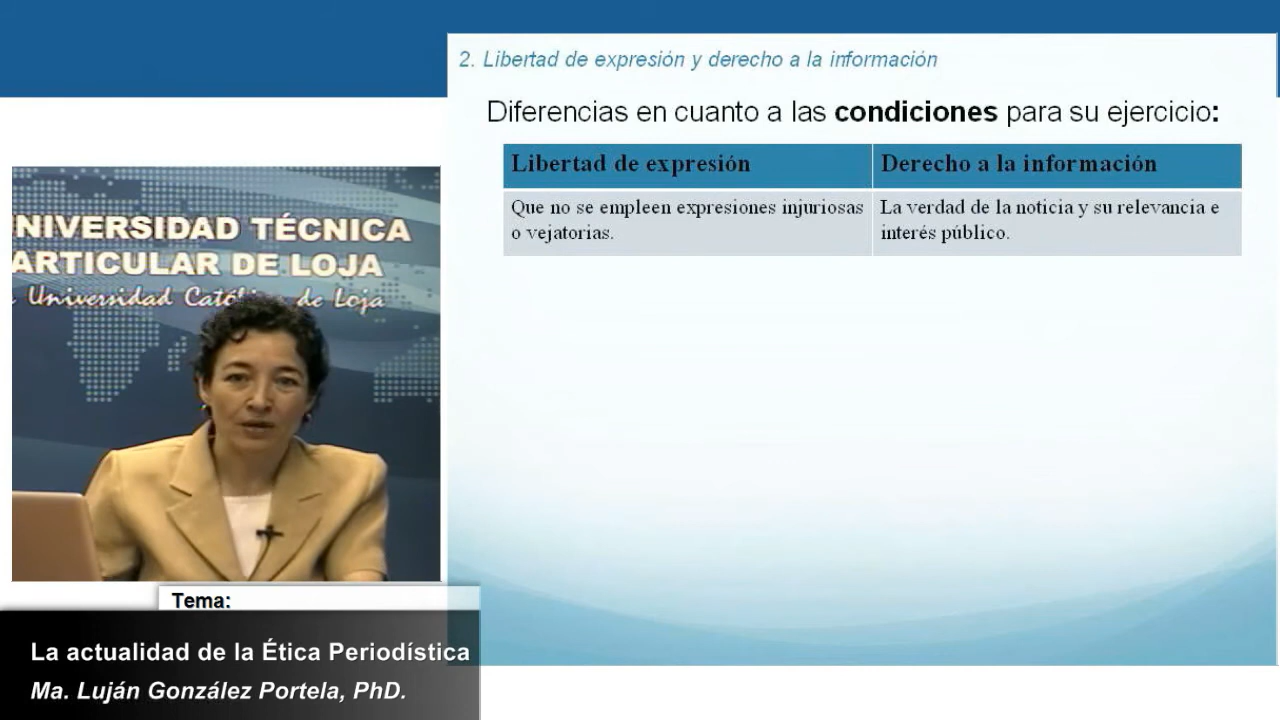 2. Libertad de expresión y derecho a la información
Diferencias en cuanto a las condiciones para su ejercicio:
Libertad de expresión
Derecho a la información
Que no se empleen expresiones injuriosas
o vejatorias.
La verdad de la noticia y su relevancia e
interés público.
NIVERSIDAD TÉCNICA
ARTICULAR DE LOJA
Universidad Católica de Loja
Tema:
La actualidad de la Ética Periodística
Ma. Luján González Portela, PhD.